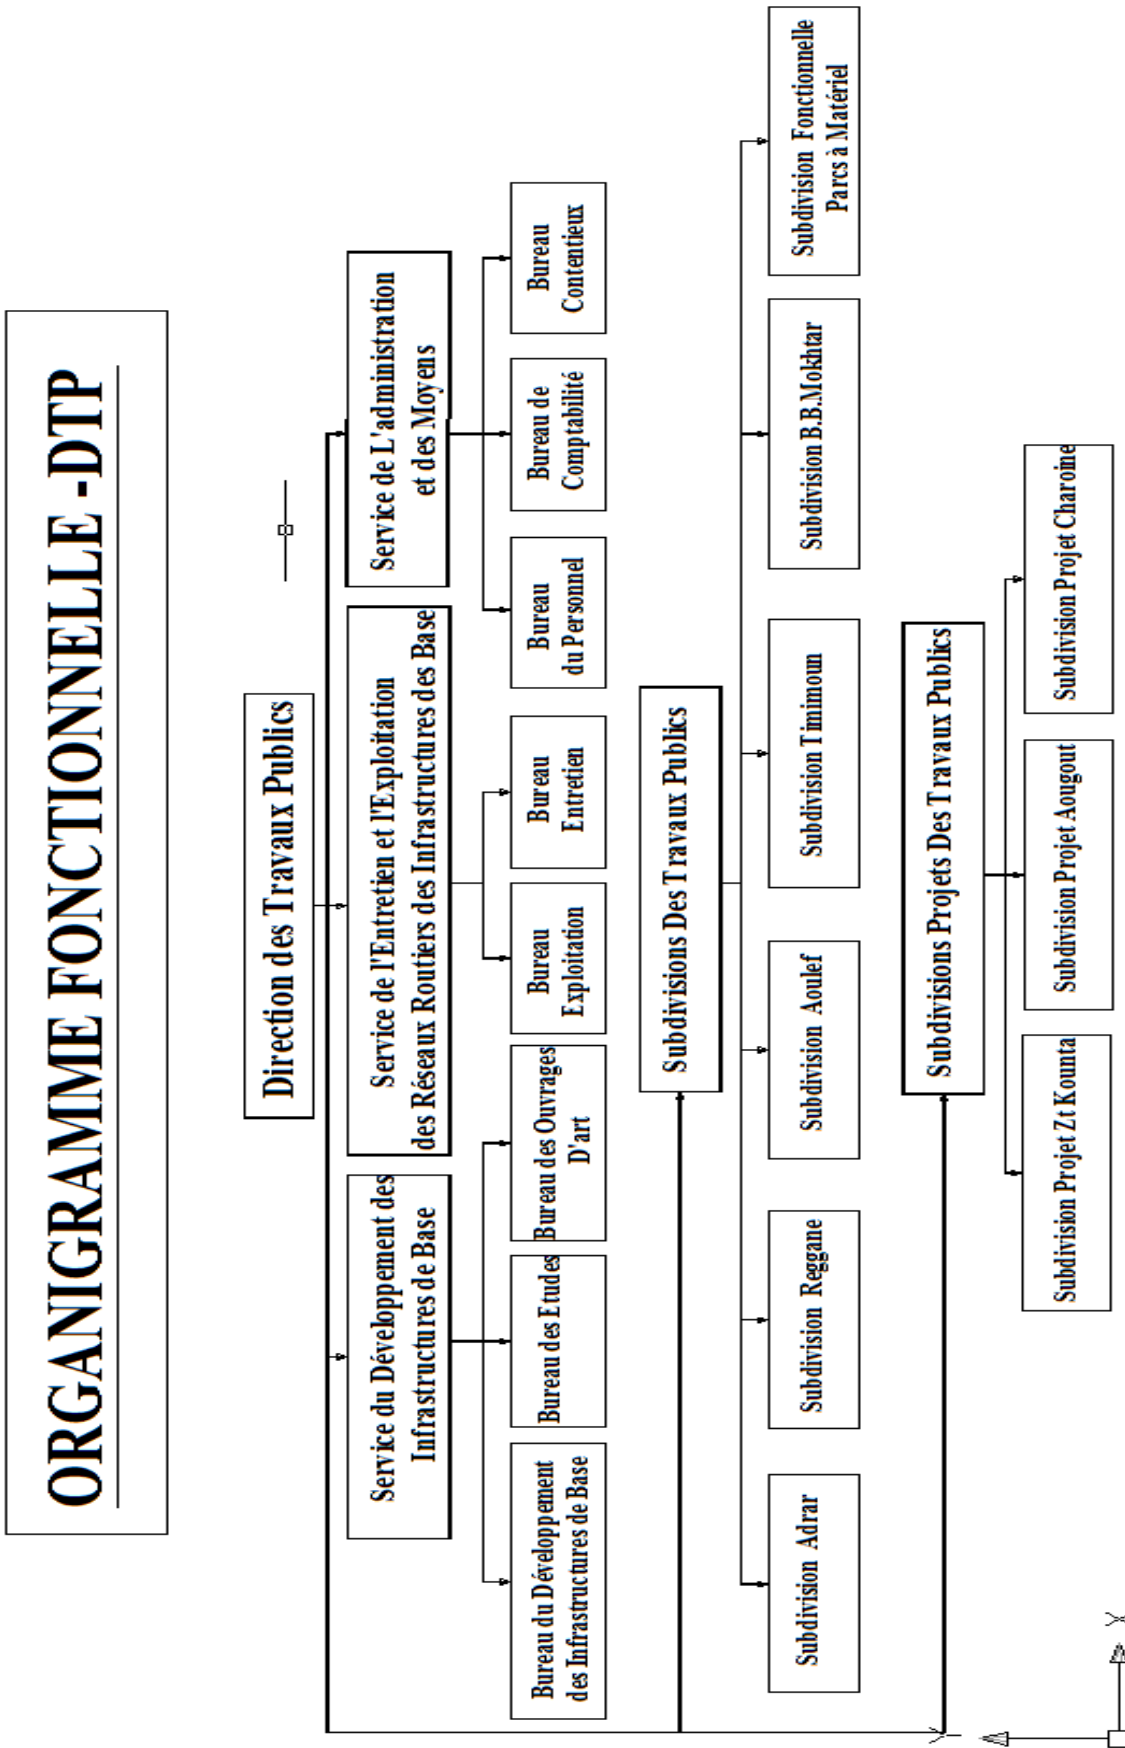 ORGANIGRAMME FONCTIONNELLE -DTP
Direction des Travaux Publics
Service du Développement des
Infrastructures de Base
Service de l'Entretien et l'Exploitation
des Réseaux Routiers des Infrastructures des Base
Service de L'administration
et des Moyens
Bureau du Développement
des Infrastructures de Base
Bureau des Etudes
Bureau des Ouvrages
D'art
Bureau
Exploitation
Bureau
Entretien
Bureau
du Personnel
Bureau de
Comptabilité
Bureau
Contentieux
Subdivisions Des Travaux Publics
Subdivision Adrar
Subdivision Reggane
Subdivision Aoulef
Subdivision Timimoun
Subdivision B.B.Mokhtar
Subdivision Fonctionnelle
Parcs à Matériel
Subdivisions Projets Des Travaux Publics
Subdivision Projet Zt Kounta
Subdivision Projet Aougout
Subdivision Projet Charoine
Y
X